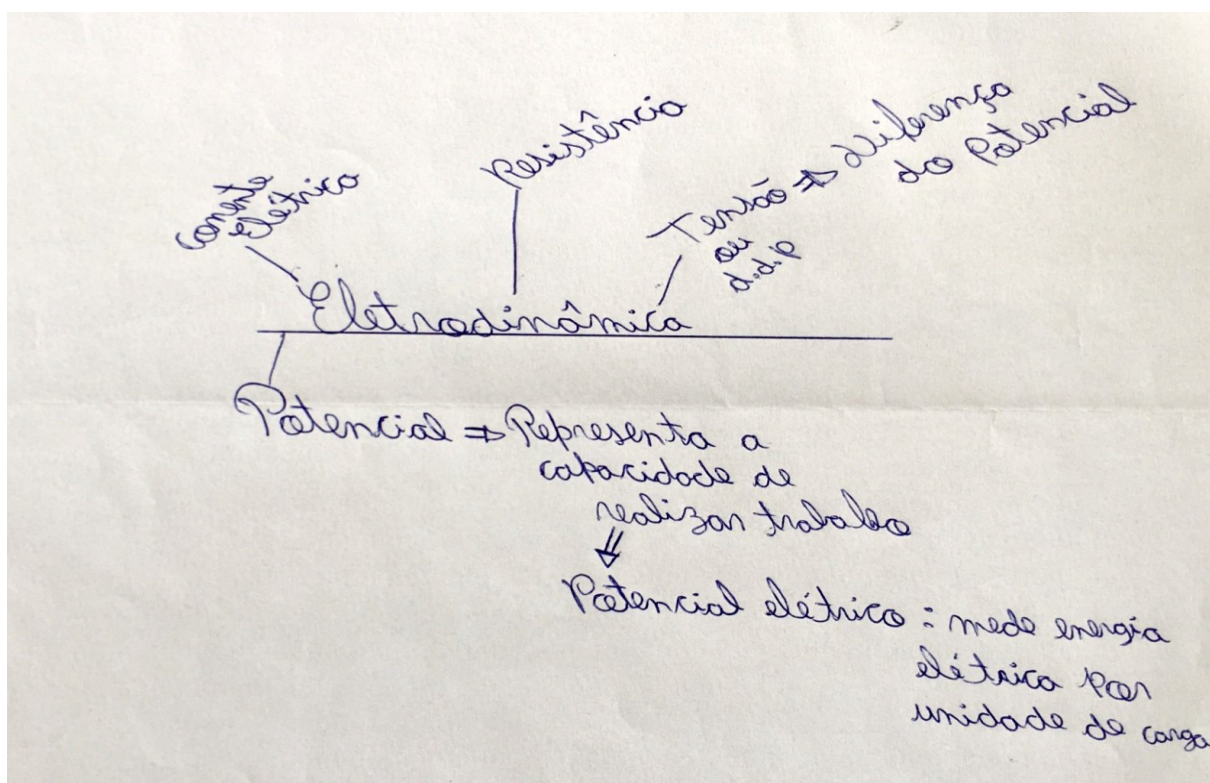 Corrente
Elétrica
Resistência
Tensão => Diferença
do Potencial
ou
d.d.p
Eletrodinâmica
Potencial => Representa a
capacidade de
realizar trabalho
Potencial elétrico : mede energia
elétrica por
unidade de carga